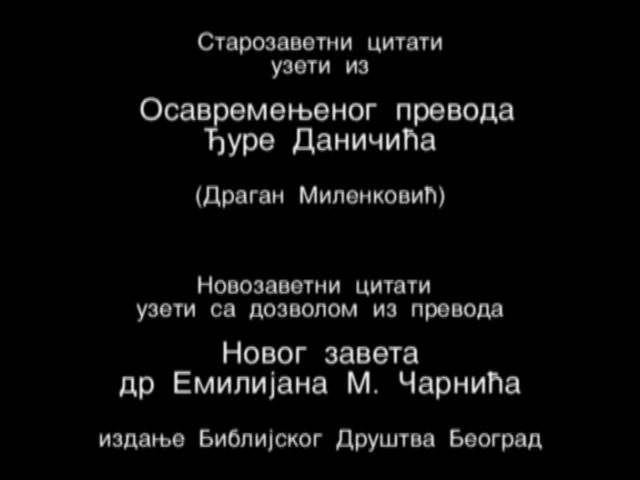 Старозаветни цитати
узети из
Осавремењеног превода
Ђуре Даничића
(Драган Миленковић)
Новозаветни цитати
узети са дозволом из превода
Новог завета
др Емилијана М. Чарнића
издање Библијског Друштва Београд